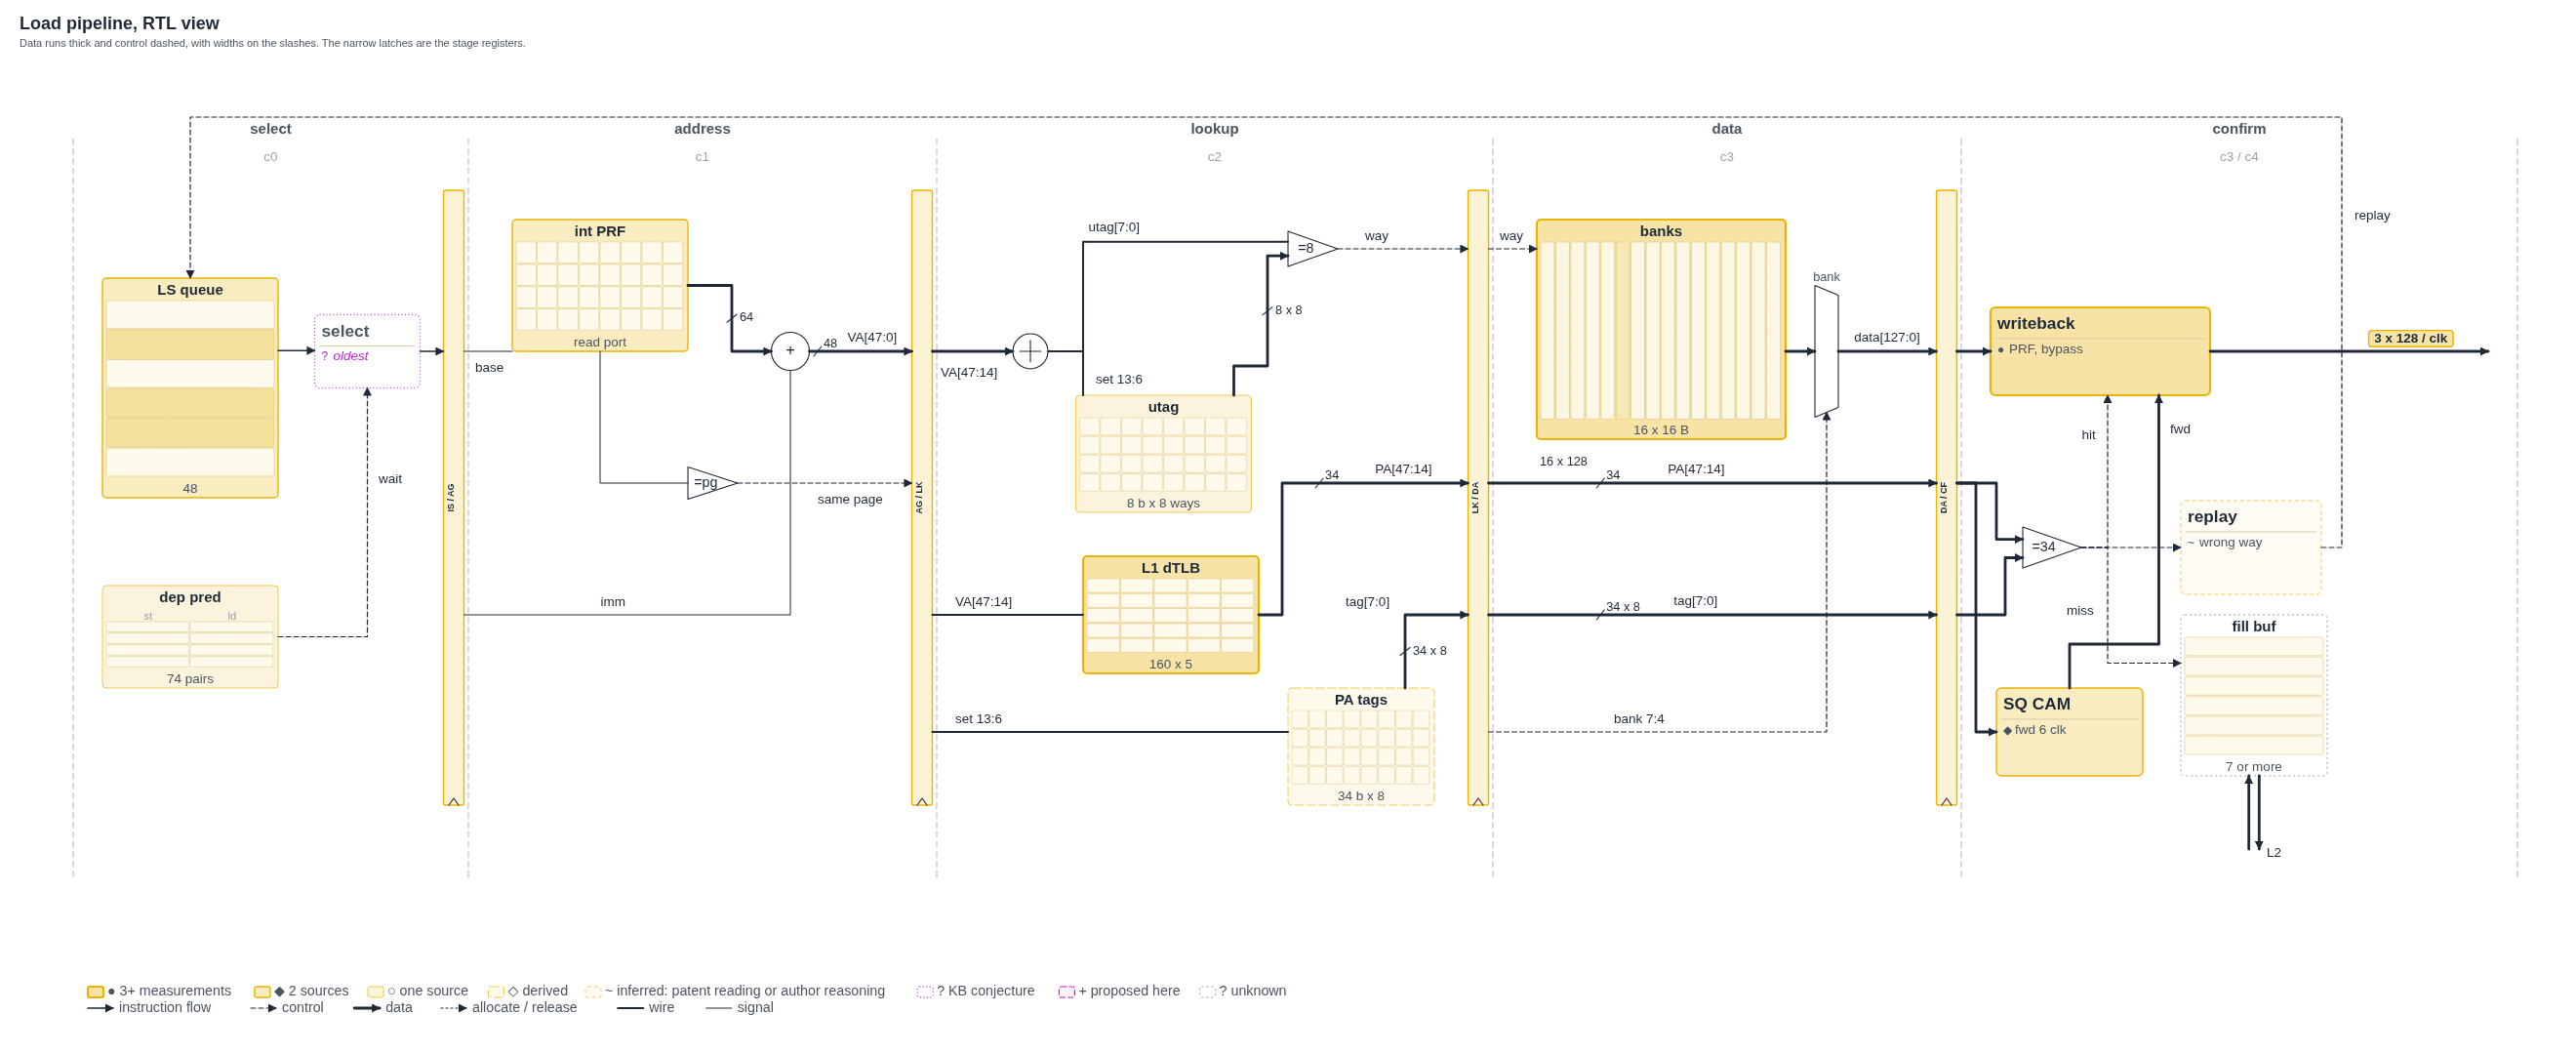 Load pipeline, RTL view
Data runs thick and control dashed, with widths on the slashes. The narrow latches are the stage registers.
select
c0
address
c1
lookup
c2
data
c3
confirm
c3 / c4
LS queue
48
select
? oldest
wait
dep pred
st ld
74 pairs
IS / AG
base
int PRF
read port
64
+
48
VA[47:0]
=pg
same page
imm
AG / LK
VA[47:14]
utag[7:0]
=8
way
8 x 8
set 13:6
utag
8 b x 8 ways
34
PA[47:14]
VA[47:14]
L1 dTLB
160 x 5
tag[7:0]
34 x 8
set 13:6
PA tags
34 b x 8
LK / DA
way
banks
16 x 16 B
bank
data[127:0]
16 x 128
34
PA[47:14]
34 x 8
tag[7:0]
bank 7:4
DA / CF
writeback
● PRF, bypass
3 x 128 / clk
replay
hit
fwd
=34
replay
~ wrong way
miss
fill buf
7 or more
SQ CAM
◆ fwd 6 clk
L2
● 3+ measurements ◆ 2 sources ○ one source ◇ derived ~ inferred: patent reading or author reasoning ? KB conjecture + proposed here ? unknown
instruction flow control data allocate / release wire signal